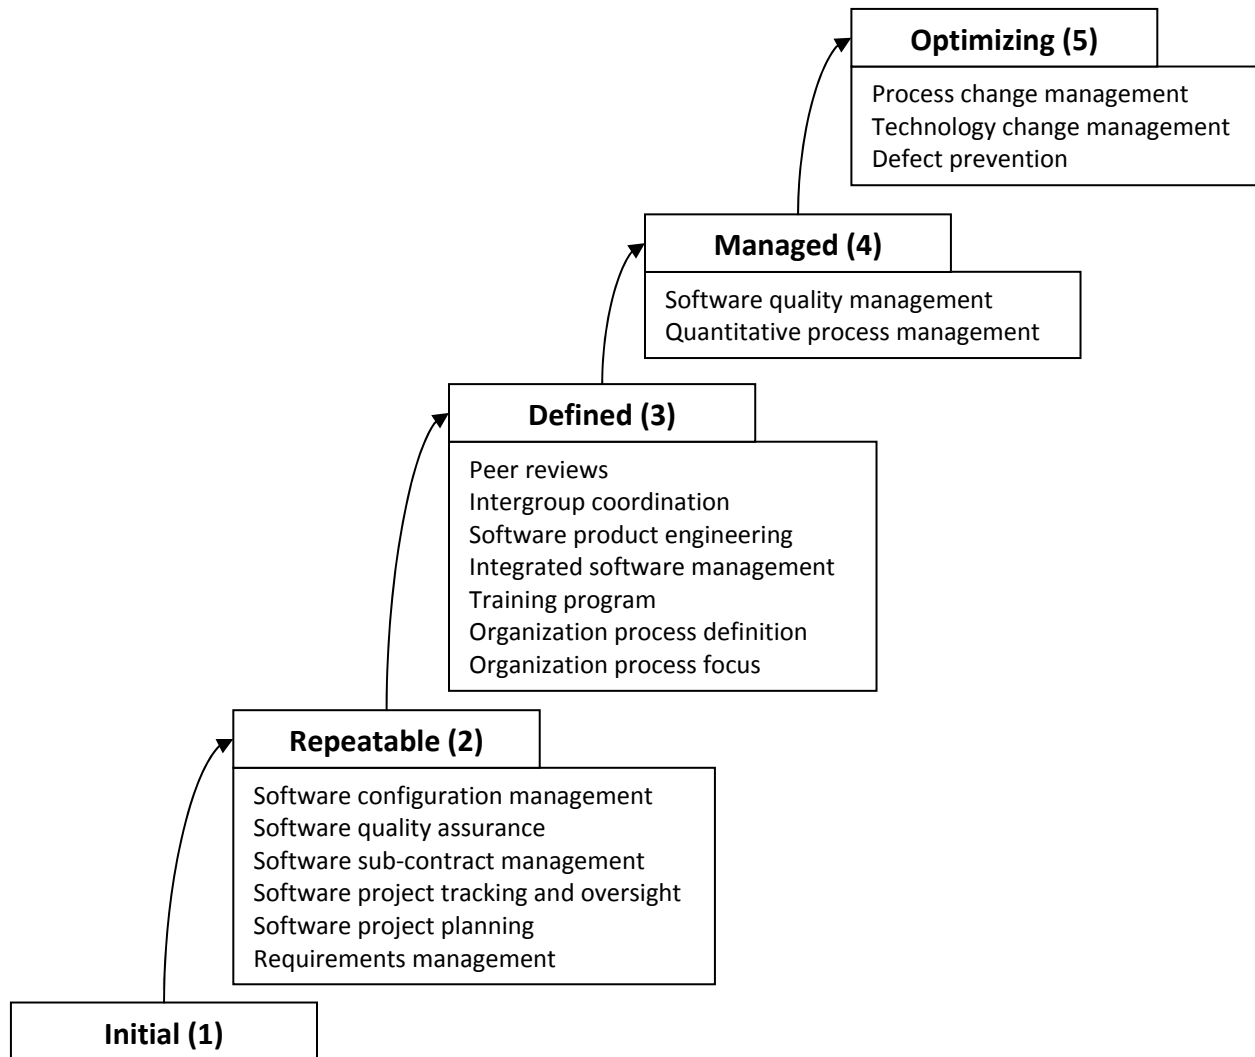 Optimizing (5)
Process change management
Technology change management
Defect prevention
Managed (4)
Software quality management
Quantitative process management
Defined (3)
Peer reviews
Intergroup coordination
Software product engineering
Integrated software management
Training program
Organization process definition
Organization process focus
Repeatable (2)
Software configuration management
Software quality assurance
Software sub-contract management
Software project tracking and oversight
Software project planning
Requirements management
Initial (1)